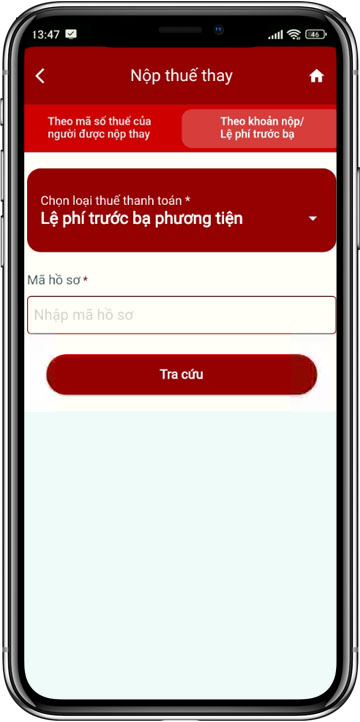 13:47
46
Nộp thuế thay
Theo mã số thuế của
người được nộp thay
Theo khoản nộp/
Lệ phí trước bạ
Chọn loại thuế thanh toán *
Lệ phí trước bạ phương tiện
Mã hồ sơ *
Nhập mã hồ sơ
Tra cứu